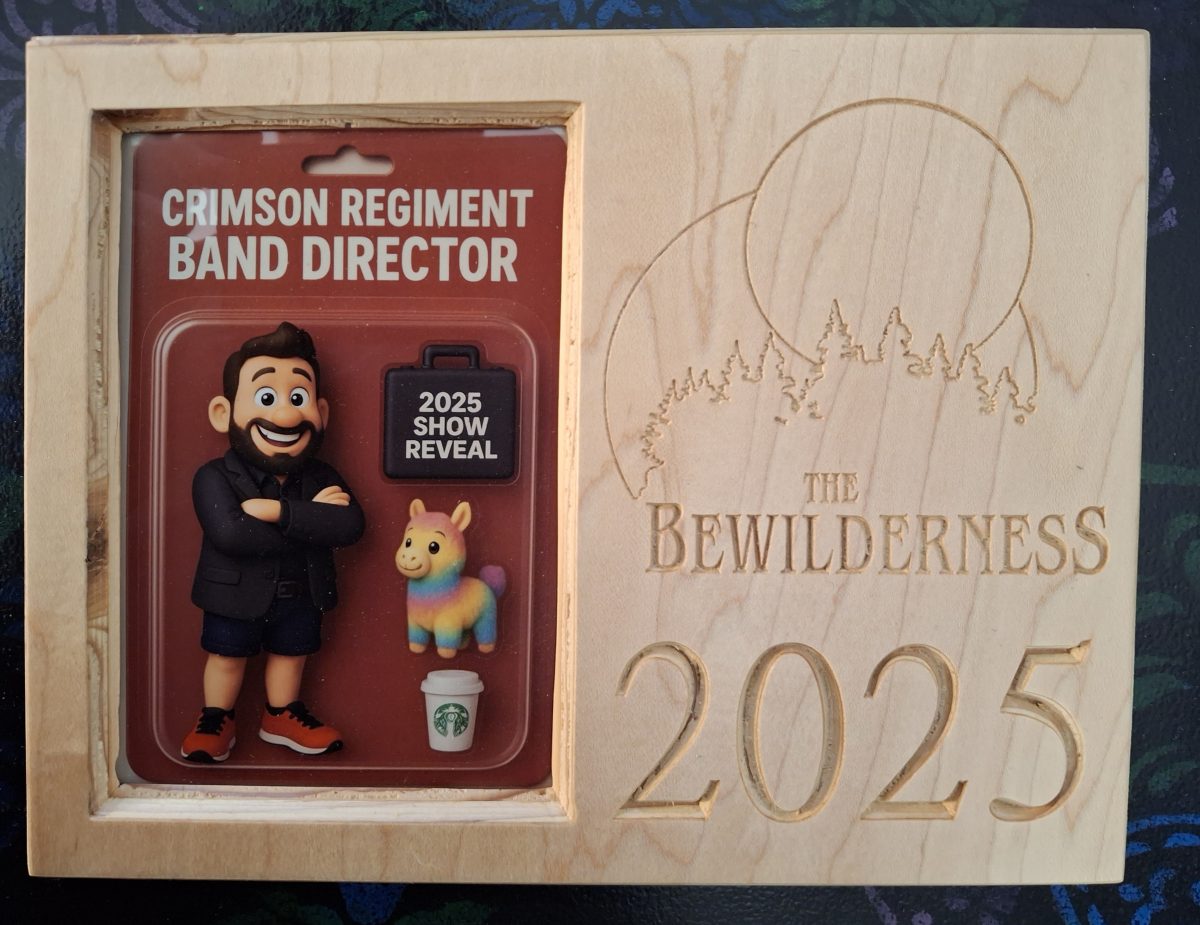 CRIMSON REGIMENT
BAND DIRECTOR
2025
SHOW
REVEAL
THE
BEWILDERNESS
2025